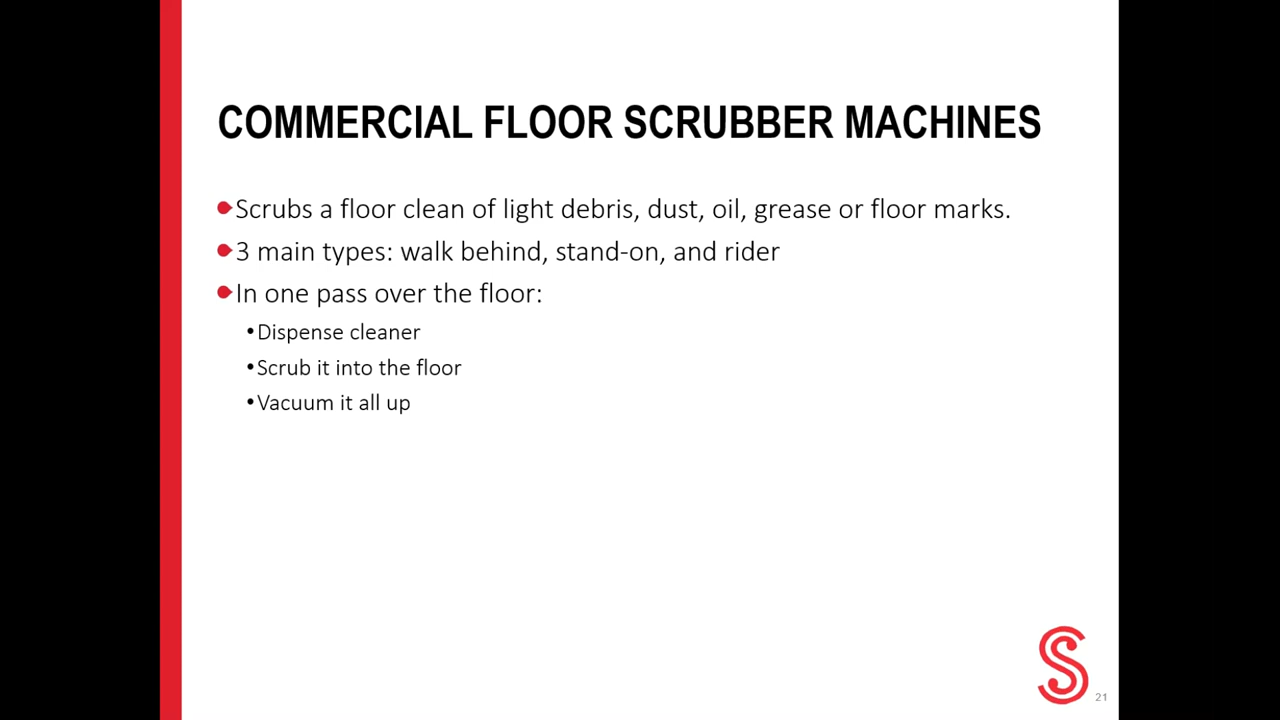 COMMERCIAL FLOOR SCRUBBER MACHINES
Scrubs a floor clean of light debris, dust, oil, grease or floor marks.
3 main types: walk behind, stand-on, and rider
In one pass over the floor:
Dispense cleaner
Scrub it into the floor
Vacuum it all up
S
21